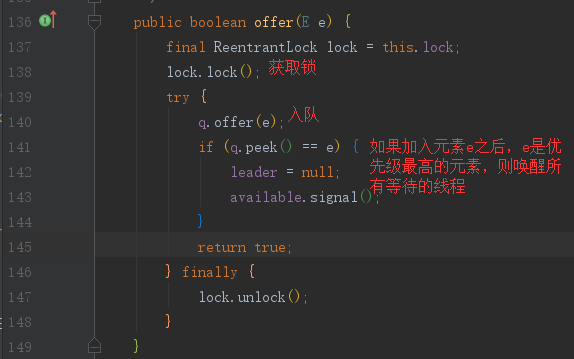 136 public boolean offer(E e) {
137 final ReentrantLock lock = this.lock;
138 lock.lock(); 获取锁
139 try {
140 q.offer(e); 入队
141 if (q.peek() == e) { 如果加入元素e之后，e是优
142 leader = null; 先级最高的元素，则唤醒所
143 available.signal(); 有等待的线程
144 }
145 return true;
146 } finally {
147 lock.unlock();
148 }
149 }